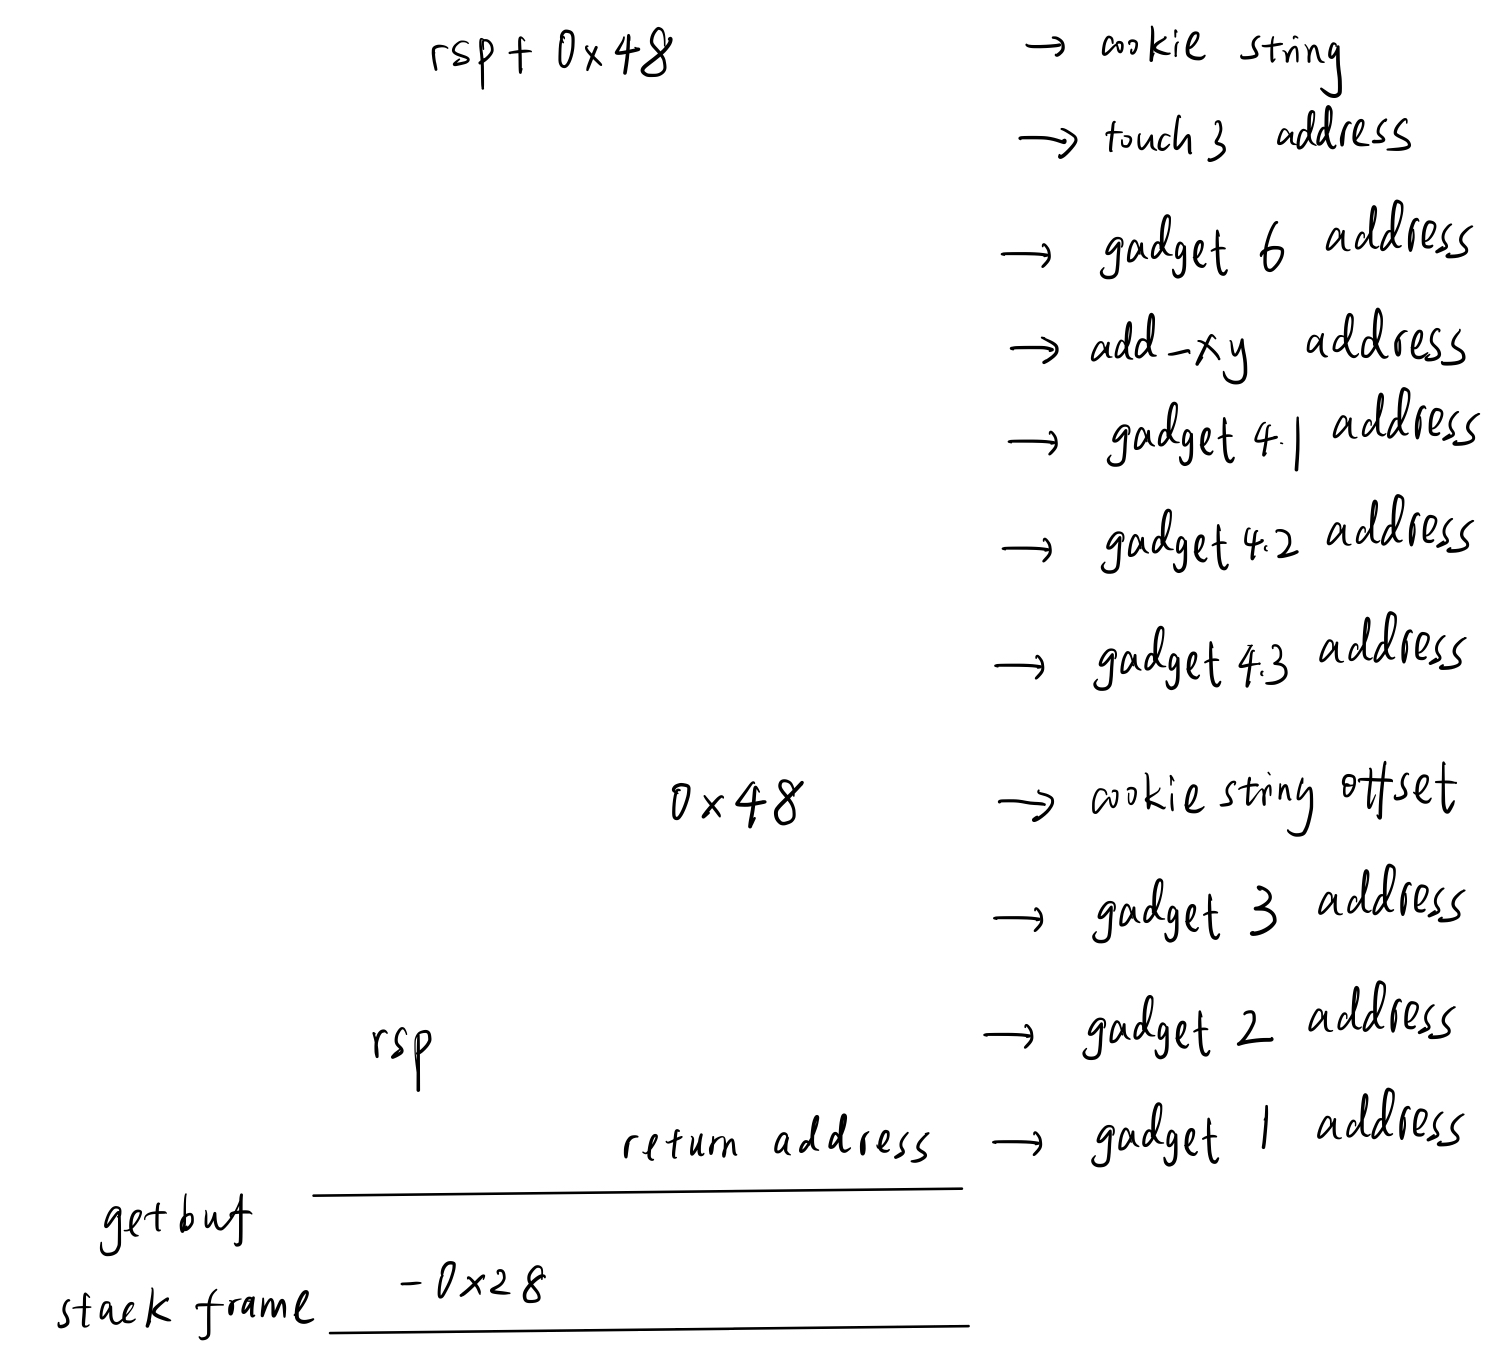 rsp + 0x48 → cookie string
→ touch 3 address
→ gadget 6 address
→ add-xy address
→ gadget 4.1 address
→ gadget 4.2 address
→ gadget 4.3 address
0x48 → cookie string offset
→ gadget 3 address
→ gadget 2 address
rsp
return address → gadget 1 address
getbuf
stack frame -0x28